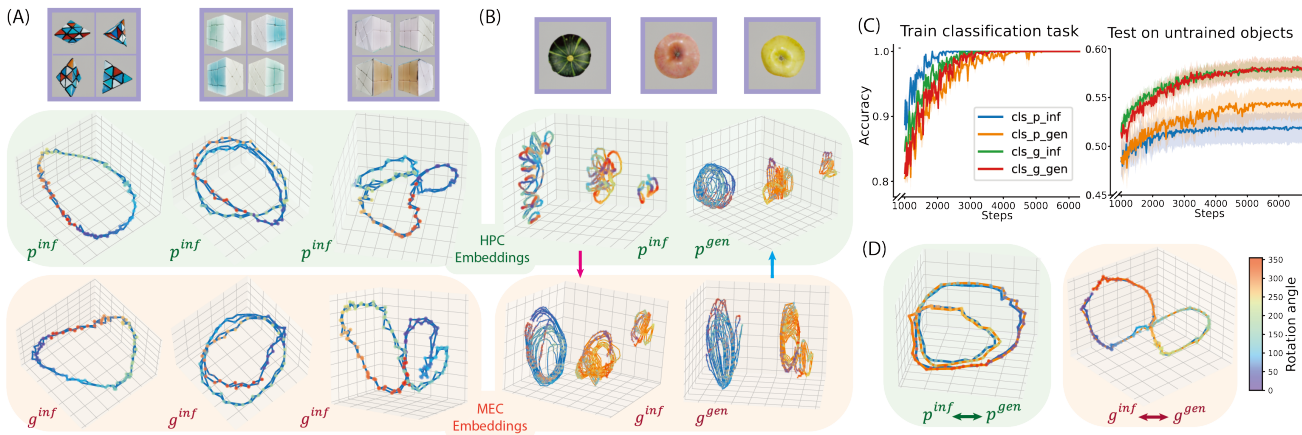 (A)
(B)
(C)
Train classification task
Test on untrained objects
1.0
0.9
0.8
Accuracy
cls_p_inf
cls_p_gen
cls_g_inf
cls_g_gen
1000 2000 3000 4000 5000 6000
Steps
0.60
0.55
0.50
0.45
1000 2000 3000 4000 5000 6000
Steps
p^inf
p^inf
p^inf
HPC
Embeddings
p^inf
p^gen
g^inf
g^inf
g^inf
MEC
Embeddings
g^inf
g^gen
(D)
p^inf ↔ p^gen
g^inf ↔ g^gen
350
300
250
200
150
100
50
0
Rotation angle